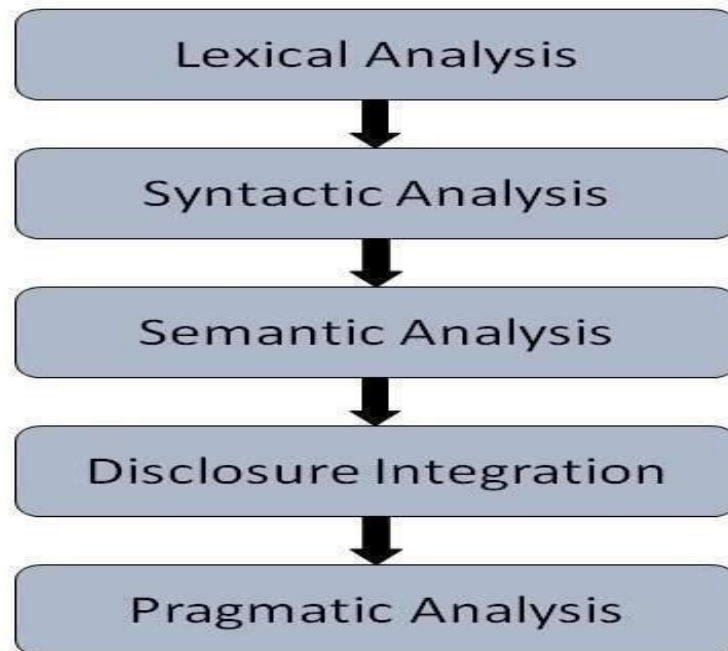 Lexical Analysis
Syntactic Analysis
Semantic Analysis
Disclosure Integration
Pragmatic Analysis